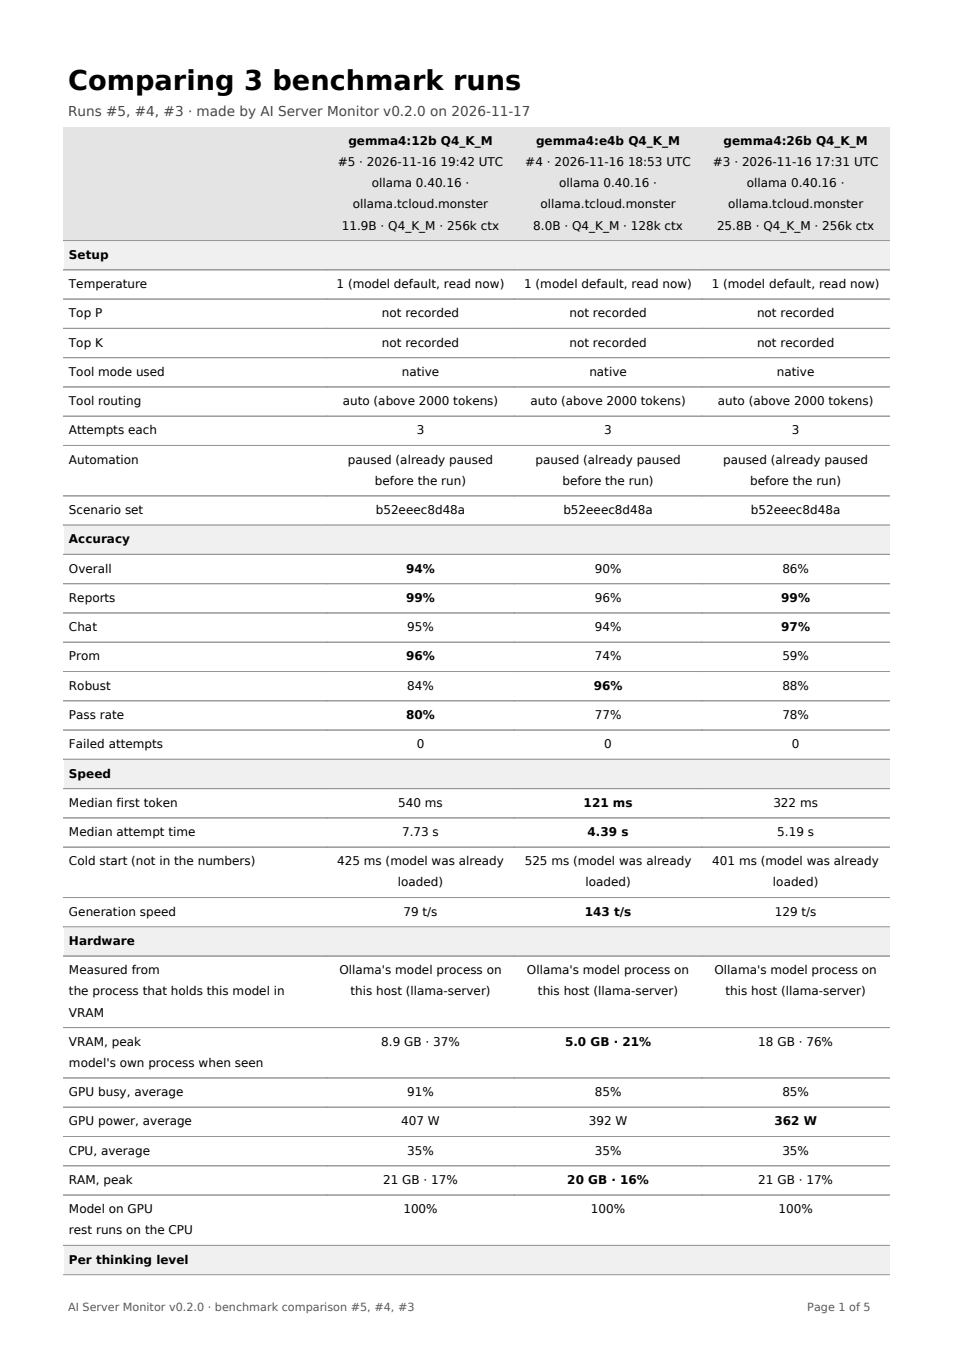 Comparing 3 benchmark runs
Runs #5, #4, #3 · made by AI Server Monitor v0.2.0 on 2026-11-17
gemma4:12b Q4_K_M gemma4:e4b Q4_K_M gemma4:26b Q4_K_M
#5 · 2026-11-16 19:42 UTC #4 · 2026-11-16 18:53 UTC #3 · 2026-11-16 17:31 UTC
ollama 0.40.16 · ollama 0.40.16 · ollama 0.40.16 ·
ollama.tcloud.monster ollama.tcloud.monster ollama.tcloud.monster
11.9B · Q4_K_M · 256k ctx 8.0B · Q4_K_M · 128k ctx 25.8B · Q4_K_M · 256k ctx
Setup
Temperature 1 (model default, read now) 1 (model default, read now) 1 (model default, read now)
Top P not recorded not recorded not recorded
Top K not recorded not recorded not recorded
Tool mode used native native native
Tool routing auto (above 2000 tokens) auto (above 2000 tokens) auto (above 2000 tokens)
Attempts each 3 3 3
Automation paused (already paused paused (already paused paused (already paused
before the run) before the run) before the run)
Scenario set b52eeec8d48a b52eeec8d48a b52eeec8d48a
Accuracy
Overall 94% 90% 86%
Reports 99% 96% 99%
Chat 95% 94% 97%
Prom 96% 74% 59%
Robust 84% 96% 88%
Pass rate 80% 77% 78%
Failed attempts 0 0 0
Speed
Median first token 540 ms 121 ms 322 ms
Median attempt time 7.73 s 4.39 s 5.19 s
Cold start (not in the numbers) 425 ms (model was already 525 ms (model was already 401 ms (model was already
loaded) loaded) loaded)
Generation speed 79 t/s 143 t/s 129 t/s
Hardware
Measured from Ollama's model process on Ollama's model process on Ollama's model process on
the process that holds this model in this host (llama-server) this host (llama-server) this host (llama-server)
VRAM
VRAM, peak 8.9 GB · 37% 5.0 GB · 21% 18 GB · 76%
model's own process when seen
GPU busy, average 91% 85% 85%
GPU power, average 407 W 392 W 362 W
CPU, average 35% 35% 35%
RAM, peak 21 GB · 17% 20 GB · 16% 21 GB · 17%
Model on GPU 100% 100% 100%
rest runs on the CPU
Per thinking level
AI Server Monitor v0.2.0 · benchmark comparison #5, #4, #3 Page 1 of 5